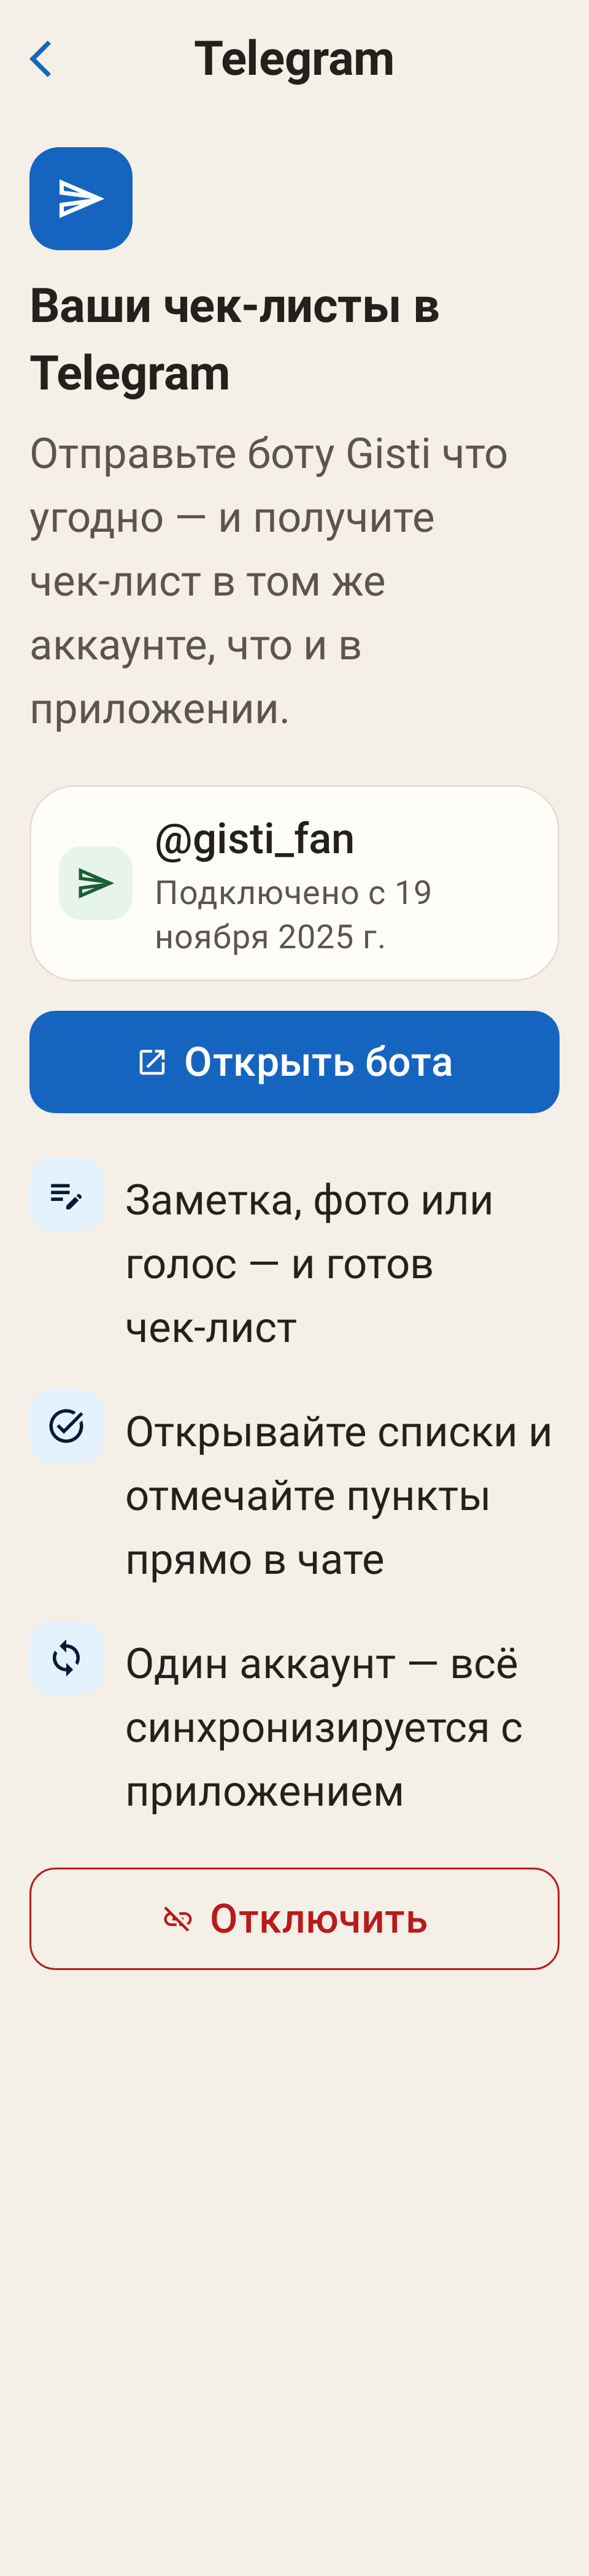 Telegram
Ваши чек-листы в
Telegram
Отправьте боту Gisti что
угодно — и получите
чек-лист в том же
аккаунте, что и в
приложении.
@gisti_fan
Подключено с 19
ноября 2025 г.
Открыть бота
Заметка, фото или
голос — и готов
чек-лист
Открывайте списки и
отмечайте пункты
прямо в чате
Один аккаунт — всё
синхронизируется с
приложением
Отключить